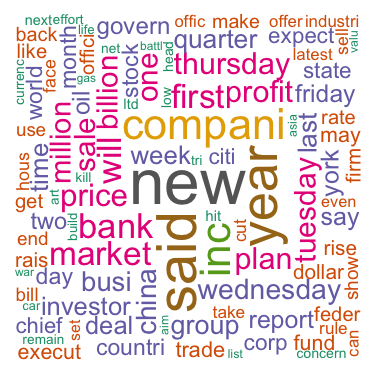 next effort govern offic make offer industri
back life month net battl head quarter expect latest sell valu
like offici stock one thursday state
currenc face world oil ltd low first profit friday
gas million sale will billion compani asia last rate
use time week tri citi may
hous new york firm
get art kill price said year tuesday even
two bank hit inc cut say
end build market plan rise
rais day busi china wednesday dollar showe
war bill car investor take report feder
chief set deal aim group rule can
remain countri trade list corp fund
execut concern